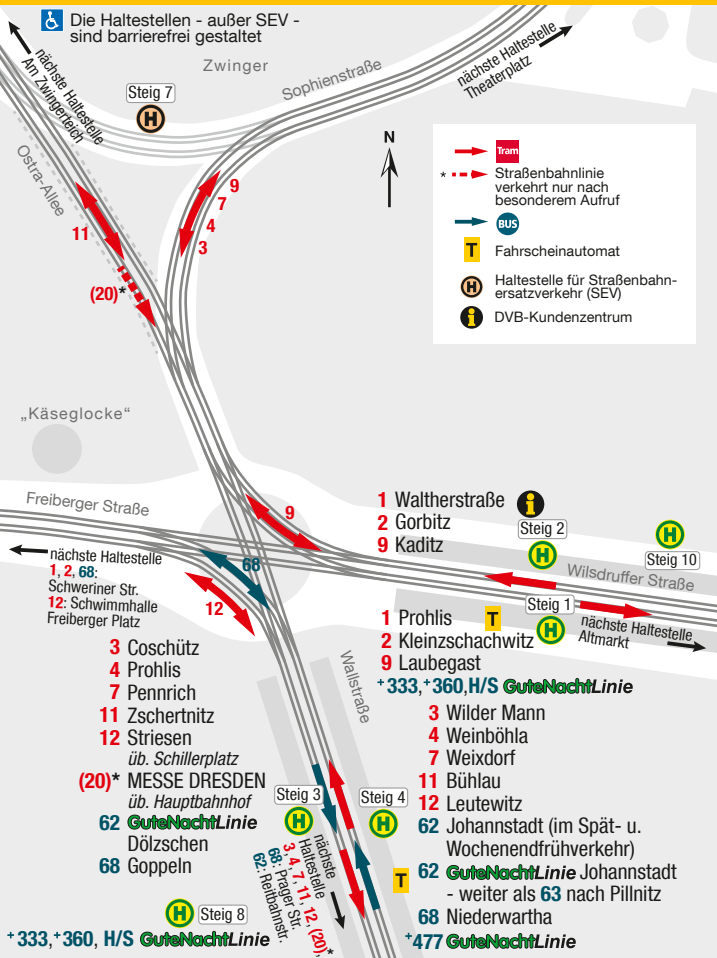 Die Haltestellen - außer SEV -
sind barrierefrei gestaltet
nächste Haltestelle
Am Zwingerteich
Zwinger
Sophienstraße
nächste Haltestelle
Theaterplatz
Steig 7
H
N
Tram
* Straßenbahnlinie
verkehrt nur nach
besonderem Aufruf
BUS
T Fahrscheinautomat
H Haltestelle für Straßenbahn-
ersatzverkehr (SEV)
i DVB-Kundenzentrum
Ostra-Allee
11
(20)*
9
7
4
3
„Käseglocke“
Freiberger Straße
nächste Haltestelle
1, 2, 68:
Schweriner Str.
12: Schwimmhalle
Freiberger Platz
9
68
12
1 Waltherstraße
2 Gorbitz
9 Kaditz
i
Steig 2
H
H
Steig 10
Wilsdruffer Straße
Steig 1
H
nächste Haltestelle
Altmarkt
1 Prohlis
2 Kleinzschachwitz
9 Laubegast
+333,+360,H/S GuteNachtLinie
T
Wallstraße
3 Coschütz
4 Prohlis
7 Pennrich
11 Zschertnitz
12 Striesen
üb. Schillerplatz
(20)* MESSE DRESDEN
üb. Hauptbahnhof
62 GuteNachtLinie
Dölzschen
68 Goppeln
Steig 3
H
Steig 4
H
T
nächste
Haltestelle
3, 4, 7, 11, 12, (20),*
68: Prager Str.
62: Reitbahnstr.
3 Wilder Mann
4 Weinböhla
7 Weixdorf
11 Bühlau
12 Leutewitz
62 Johannstadt (im Spät- u.
Wochenendfrühverkehr)
62 GuteNachtLinie Johannstadt
- weiter als 63 nach Pillnitz
68 Niederwartha
+477 GuteNachtLinie
H Steig 8
+333,+360, H/S GuteNachtLinie